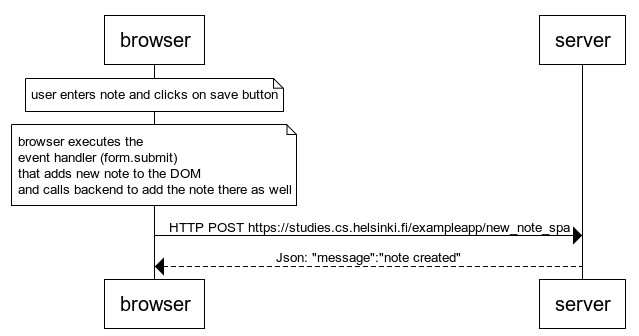 browser
server
user enters note and clicks on save button
browser executes the
event handler (form.submit)
that adds new note to the DOM
and calls backend to add the note there as well
HTTP POST https://studies.cs.helsinki.fi/exampleapp/new_note_spa
Json: "message":"note created"
browser
server